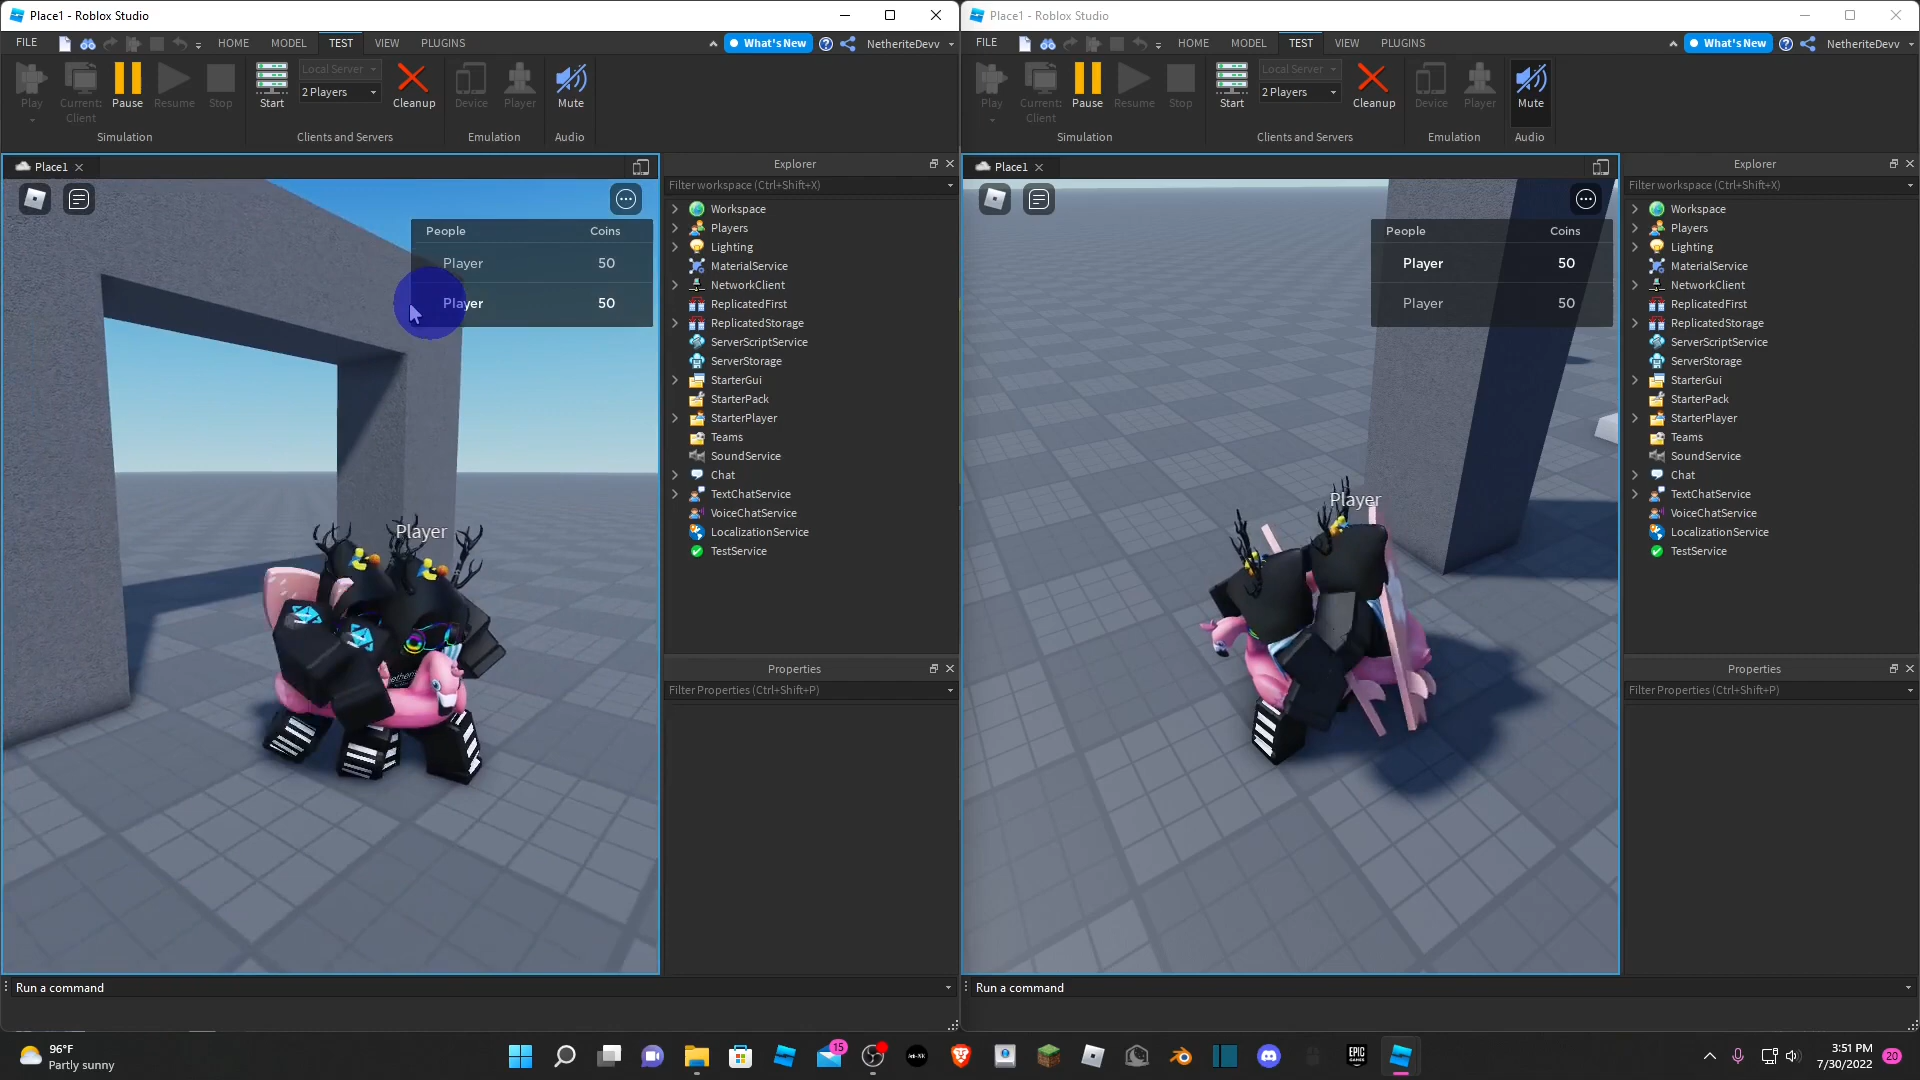 Place1 - Roblox Studio
FILE HOME MODEL TEST VIEW PLUGINS What's New NetheriteDevv
Play
Current:
Client
Pause
Resume
Stop
Simulation
Start
Local Server
2 Players
Cleanup
Clients and Servers
Device
Player
Emulation
Mute
Audio
Place1
People Coins
Player 50
Player 50
Player
Explorer
Filter workspace (Ctrl+Shift+X)
Workspace
Players
Lighting
MaterialService
NetworkClient
ReplicatedFirst
ReplicatedStorage
ServerScriptService
ServerStorage
StarterGui
StarterPack
StarterPlayer
Teams
SoundService
Chat
TextChatService
VoiceChatService
LocalizationService
TestService
Properties
Filter Properties (Ctrl+Shift+P)
Run a command
Place1 - Roblox Studio
FILE HOME MODEL TEST VIEW PLUGINS What's New NetheriteDevv
Play
Current:
Client
Pause
Resume
Stop
Simulation
Start
Local Server
2 Players
Cleanup
Clients and Servers
Device
Player
Emulation
Mute
Audio
Place1
People Coins
Player 50
Player 50
Player
Explorer
Filter workspace (Ctrl+Shift+X)
Workspace
Players
Lighting
MaterialService
NetworkClient
ReplicatedFirst
ReplicatedStorage
ServerScriptService
ServerStorage
StarterGui
StarterPack
StarterPlayer
Teams
SoundService
Chat
TextChatService
VoiceChatService
LocalizationService
TestService
Properties
Filter Properties (Ctrl+Shift+P)
Run a command
96°F
Partly sunny
15
EPIC
GAMES
3:51 PM
7/30/2022
20